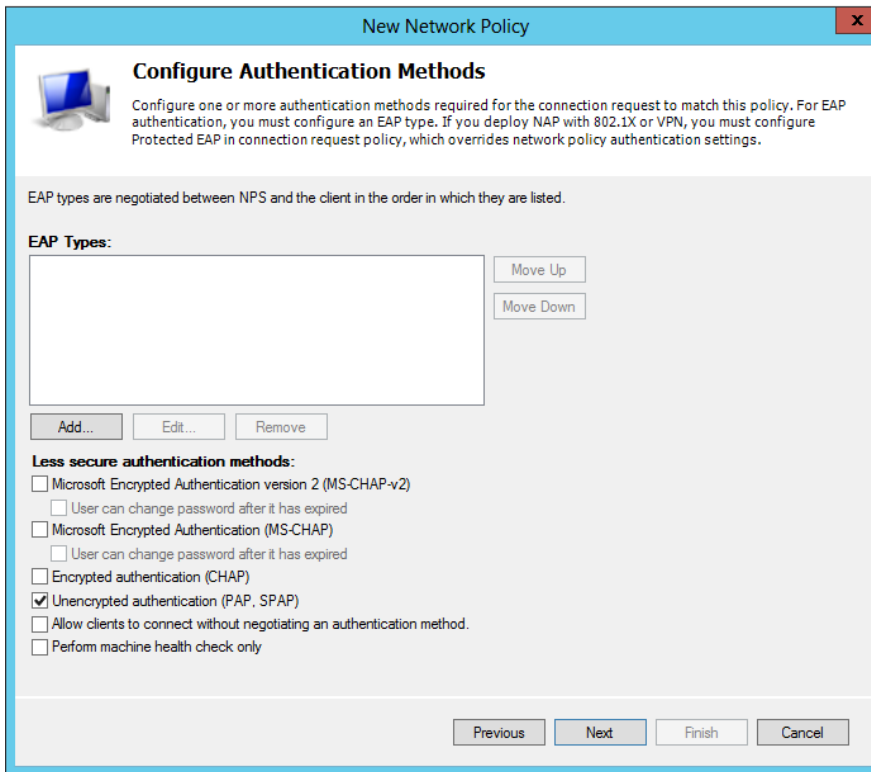 New Network Policy
x
Configure Authentication Methods
Configure one or more authentication methods required for the connection request to match this policy. For EAP
authentication, you must configure an EAP type. If you deploy NAP with 802.1X or VPN, you must configure
Protected EAP in connection request policy, which overrides network policy authentication settings.
EAP types are negotiated between NPS and the client in the order in which they are listed.
EAP Types:
Move Up
Move Down
Add... Edit... Remove
Less secure authentication methods:
Microsoft Encrypted Authentication version 2 (MS-CHAP-v2)
User can change password after it has expired
Microsoft Encrypted Authentication (MS-CHAP)
User can change password after it has expired
Encrypted authentication (CHAP)
Unencrypted authentication (PAP, SPAP)
Allow clients to connect without negotiating an authentication method.
Perform machine health check only
Previous Next Finish Cancel